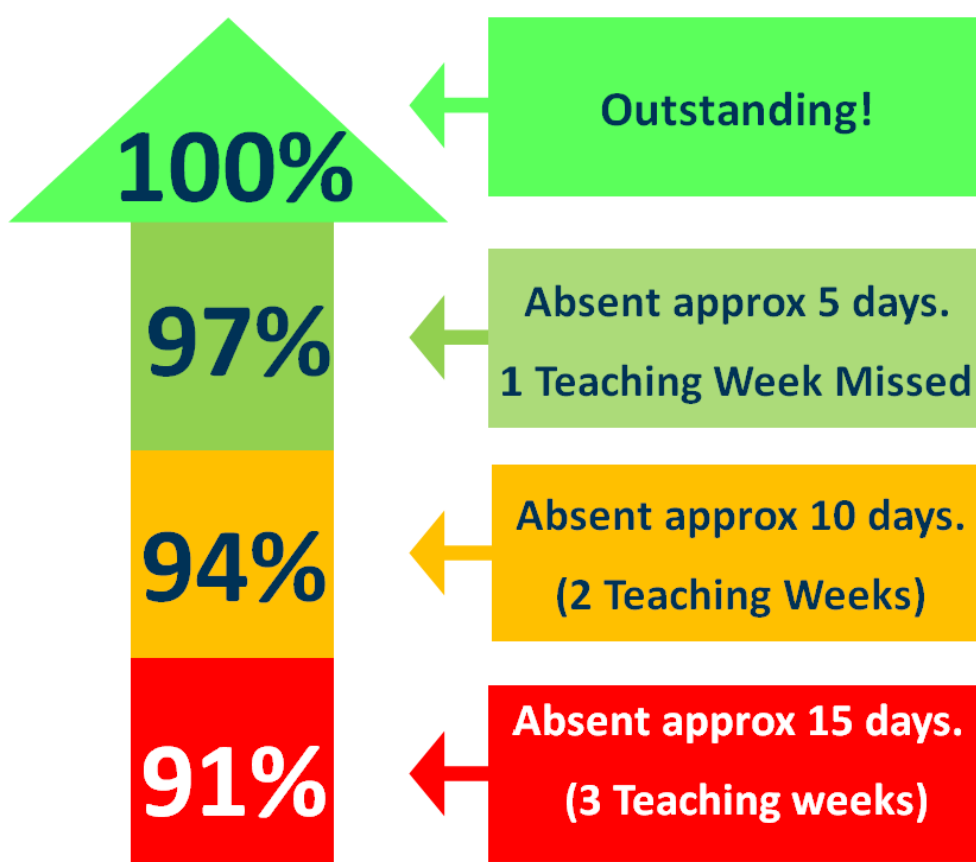 100%
Outstanding!
97%
Absent approx 5 days.
1 Teaching Week Missed
94%
Absent approx 10 days.
(2 Teaching Weeks)
91%
Absent approx 15 days.
(3 Teaching weeks)